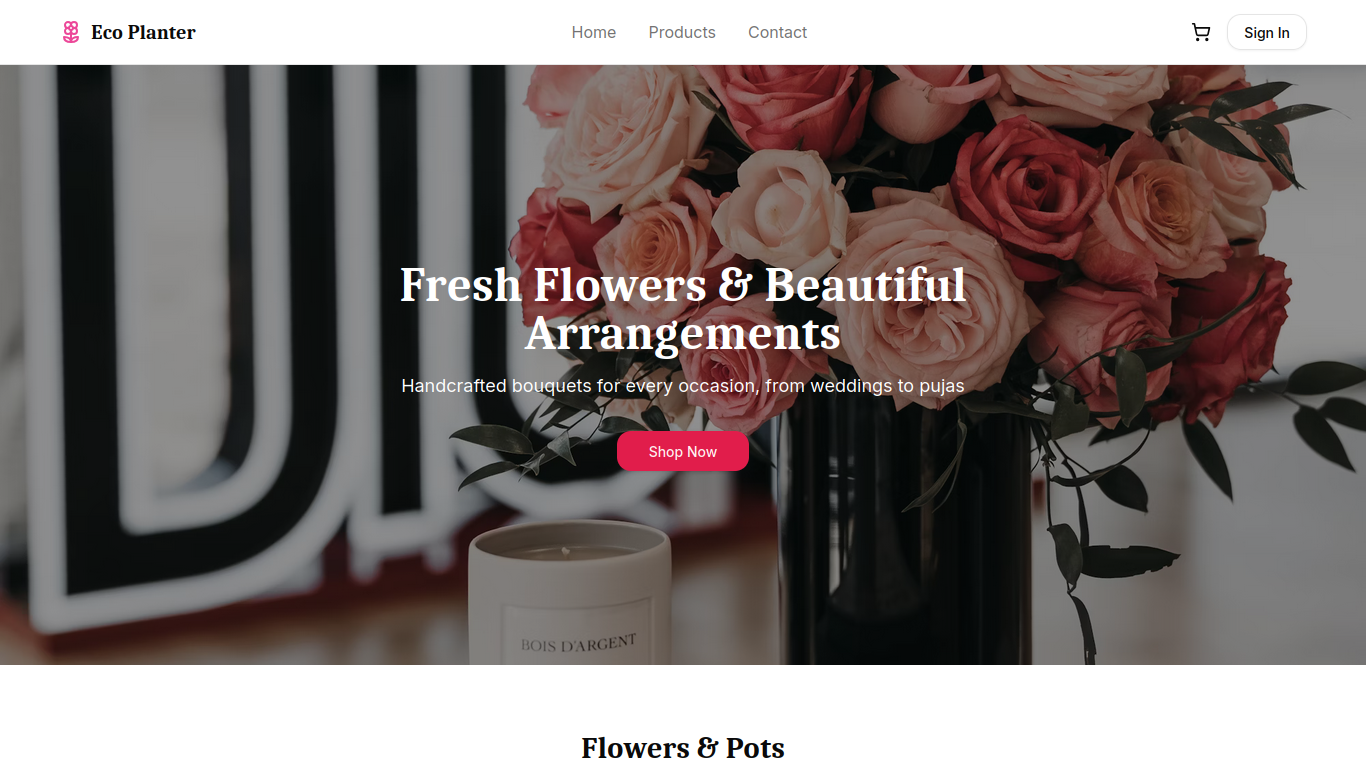 Eco Planter
Home
Products
Contact
Sign In
Fresh Flowers & Beautiful
Arrangements
Handcrafted bouquets for every occasion, from weddings to pujas
Shop Now
BOIS D'ARGENT
Flowers & Pots